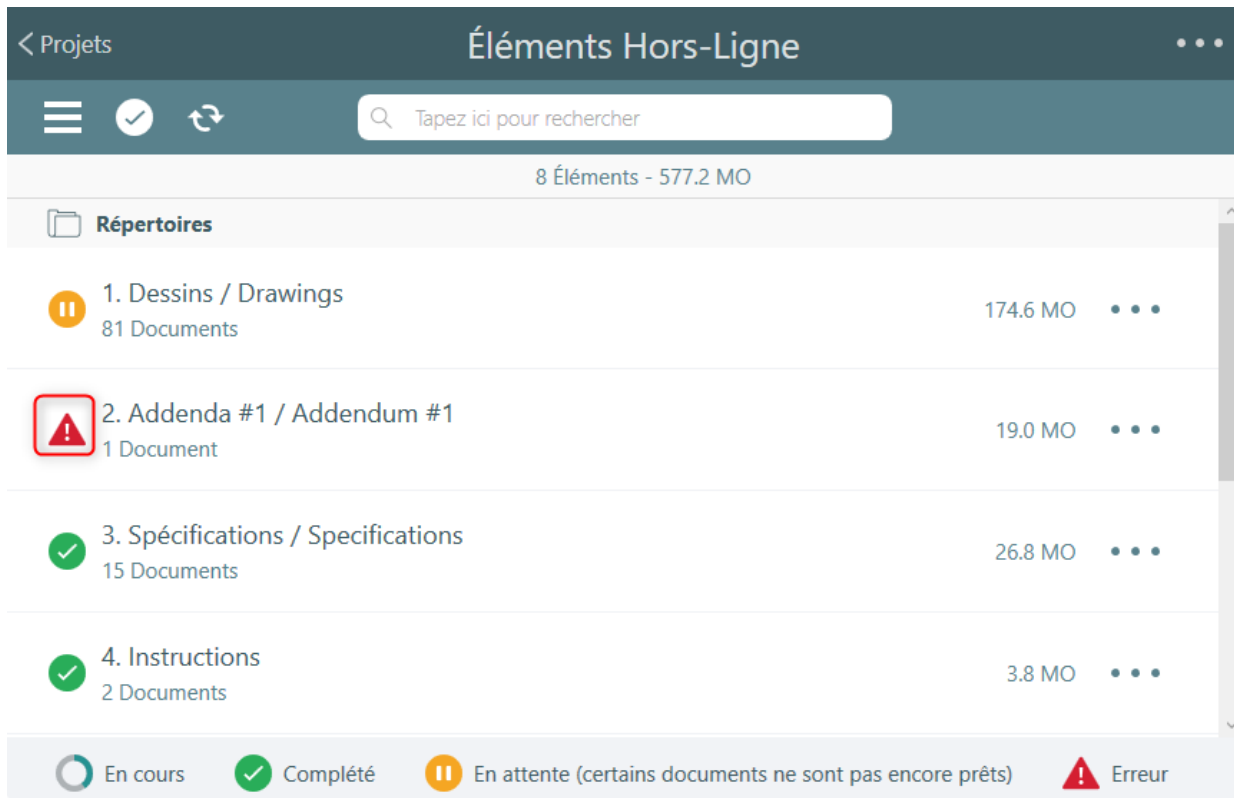 Projets
Éléments Hors-Ligne
Tapez ici pour rechercher
8 Éléments - 577.2 MO
Répertoires
1. Dessins / Drawings
81 Documents
174.6 MO
2. Addenda #1 / Addendum #1
1 Document
19.0 MO
3. Spécifications / Specifications
15 Documents
26.8 MO
4. Instructions
2 Documents
3.8 MO
En cours
Complété
En attente (certains documents ne sont pas encore prêts)
Erreur